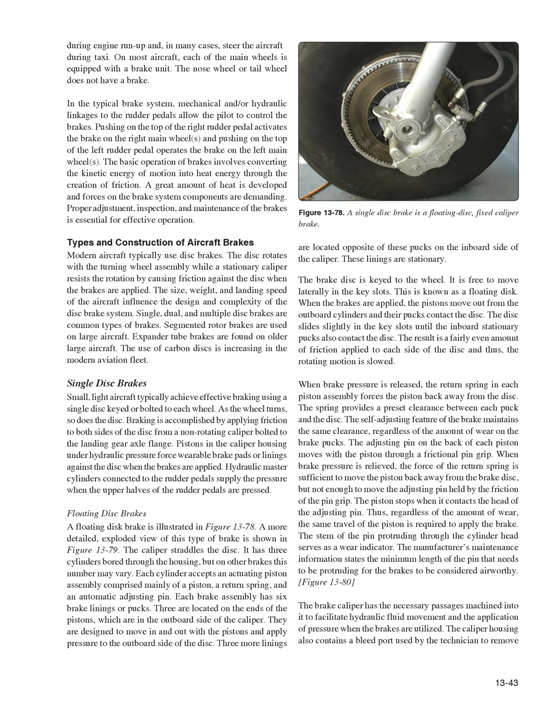 during engine run-up and, in many cases, steer the aircraft
during taxi. On most aircraft, each of the main wheels is
equipped with a brake unit. The nose wheel or tail wheel
does not have a brake.
In the typical brake system, mechanical and/or hydraulic
linkages to the rudder pedals allow the pilot to control the
brakes. Pushing on the top of the right rudder pedal activates
the brake on the right main wheel(s) and pushing on the top
of the left rudder pedal operates the brake on the left main
wheel(s). The basic operation of brakes involves converting
the kinetic energy of motion into heat energy through the
creation of friction. A great amount of heat is developed
and forces on the brake system components are demanding.
Proper adjustment, inspection, and maintenance of the brakes
is essential for effective operation.
Types and Construction of Aircraft Brakes
Modern aircraft typically use disc brakes. The disc rotates
with the turning wheel assembly while a stationary caliper
resists the rotation by causing friction against the disc when
the brakes are applied. The size, weight, and landing speed
of the aircraft influence the design and complexity of the
disc brake system. Single, dual, and multiple disc brakes are
common types of brakes. Segmented rotor brakes are used
on large aircraft. Expander tube brakes are found on older
large aircraft. The use of carbon discs is increasing in the
modern aviation fleet.
Single Disc Brakes
Small, light aircraft typically achieve effective braking using a
single disc keyed or bolted to each wheel. As the wheel turns,
so does the disc. Braking is accomplished by applying friction
to both sides of the disc from a non-rotating caliper bolted to
the landing gear axle flange. Pistons in the caliper housing
under hydraulic pressure force wearable brake pads or linings
against the disc when the brakes are applied. Hydraulic master
cylinders connected to the rudder pedals supply the pressure
when the upper halves of the rudder pedals are pressed.
Floating Disc Brakes
A floating disk brake is illustrated in Figure 13-78. A more
detailed, exploded view of this type of brake is shown in
Figure 13-79. The caliper straddles the disc. It has three
cylinders bored through the housing, but on other brakes this
number may vary. Each cylinder accepts an actuating piston
assembly comprised mainly of a piston, a return spring, and
an automatic adjusting pin. Each brake assembly has six
brake linings or pucks. Three are located on the ends of the
pistons, which are in the outboard side of the caliper. They
are designed to move in and out with the pistons and apply
pressure to the outboard side of the disc. Three more linings
Figure 13-78. A single disc brake is a floating-disc, fixed caliper
brake.
are located opposite of these pucks on the inboard side of
the caliper. These linings are stationary.
The brake disc is keyed to the wheel. It is free to move
laterally in the key slots. This is known as a floating disk.
When the brakes are applied, the pistons move out from the
outboard cylinders and their pucks contact the disc. The disc
slides slightly in the key slots until the inboard stationary
pucks also contact the disc. The result is a fairly even amount
of friction applied to each side of the disc and thus, the
rotating motion is slowed.
When brake pressure is released, the return spring in each
piston assembly forces the piston back away from the disc.
The spring provides a preset clearance between each puck
and the disc. The self-adjusting feature of the brake maintains
the same clearance, regardless of the amount of wear on the
brake pucks. The adjusting pin on the back of each piston
moves with the piston through a frictional pin grip. When
brake pressure is relieved, the force of the return spring is
sufficient to move the piston back away from the brake disc,
but not enough to move the adjusting pin held by the friction
of the pin grip. The piston stops when it contacts the head of
the adjusting pin. Thus, regardless of the amount of wear,
the same travel of the piston is required to apply the brake.
The stem of the pin protruding through the cylinder head
serves as a wear indicator. The manufacturer's maintenance
information states the minimum length of the pin that needs
to be protruding for the brakes to be considered airworthy.
[Figure 13-80]
The brake caliper has the necessary passages machined into
it to facilitate hydraulic fluid movement and the application
of pressure when the brakes are utilized. The caliper housing
also contains a bleed port used by the technician to remove
13-43